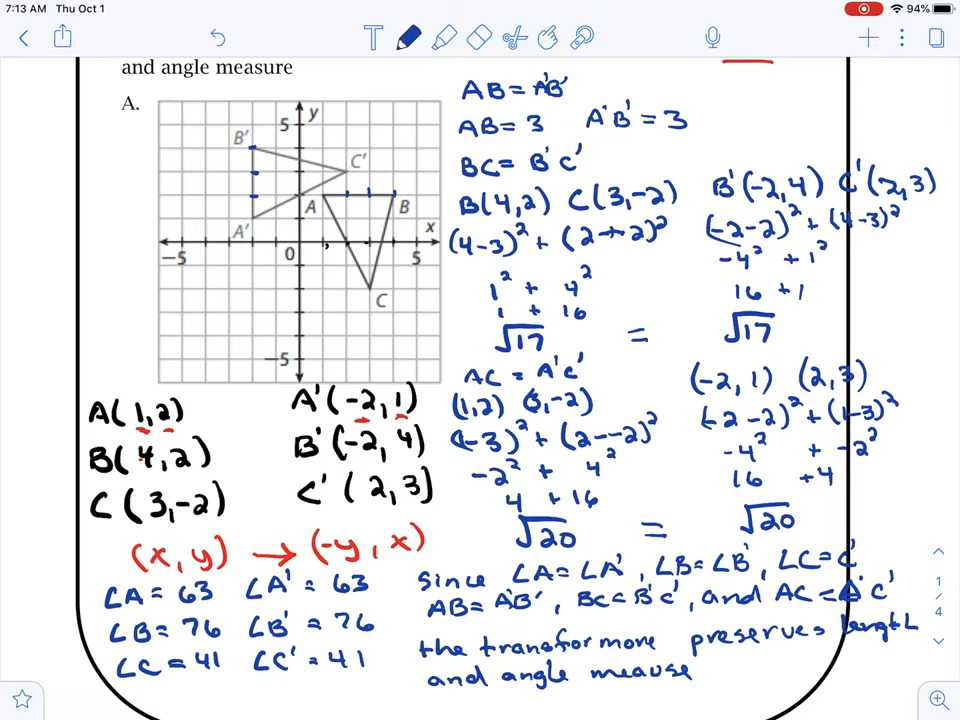 7:13 AM Thu Oct 1
94%
T
and angle measure
A.
5
y
B'
C'
A
B
A'
x
−5
0
5
C
−5
A(1,2) A'(-2,1)
B(4,2) B'(-2,4)
C(3,-2) C'(2,3)
(x,y) → (-y,x)
∠A = 63 ∠A' = 63
∠B = 76 ∠B' = 76
∠C = 41 ∠C' = 41
AB = A'B'
AB = 3 A'B' = 3
BC = B'C'
B(4,2) C(3,-2)
(4-3)² + (2--2)²
1² + 4²
1 + 16
√17 =
B'(-2,4) C'(2,3)
(-2-2)² + (4-3)²
-4² + 1²
16 + 1
√17
AC = A'C'
(1,2) (3,-2)
(1-3)² + (2--2)²
-2² + 4²
4 + 16
√20 =
(-2,1) (2,3)
(-2-2)² + (1-3)²
-4² + -2²
16 + 4
√20
since ∠A = ∠A', ∠B = ∠B', ∠C = C'
AB = A'B', BC = B'C', and AC = A'C'
the transformore preserves length
and angle meause
1
/
4